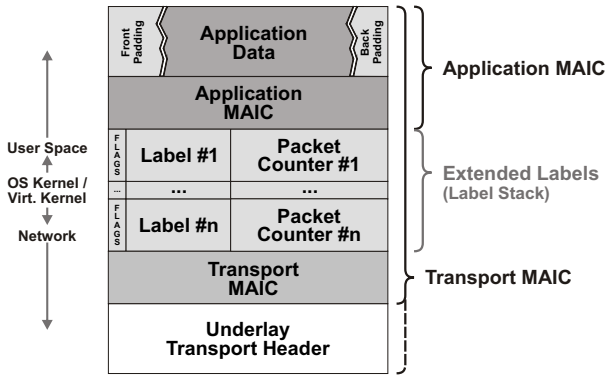 Front
Padding
Application
Data
Back
Padding
Application MAIC
Application
MAIC
User Space
OS Kernel /
Virt. Kernel
Network
FLAGS
Label #1
Packet
Counter #1
...
...
...
FLAGS
Label #n
Packet
Counter #n
Extended Labels
(Label Stack)
Transport
MAIC
Transport MAIC
Underlay
Transport Header